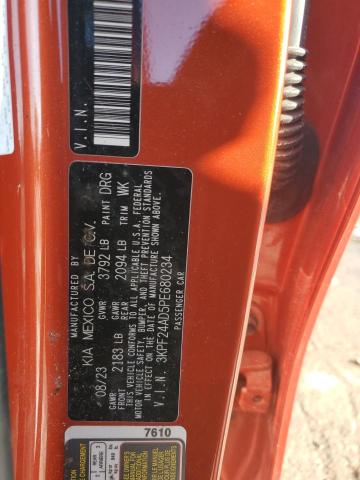 MANUFACTURED BY
KIA MEXICO S.A. DE C.V.
08/23 GVWR 3792 LB PAINT DRG
GAWR FRONT 2183 LB GAWR REAR 2094 LB TRIM WK
THIS VEHICLE CONFORMS TO ALL APPLICABLE U.S.A. FEDERAL
MOTOR VEHICLE SAFETY, BUMPER, AND THEFT PREVENTION STANDARDS
IN EFFECT ON THE DATE OF MANUFACTURE SHOWN ABOVE.
V.I.N. 3KPF24AD5PE680234
V.I.N.
7610